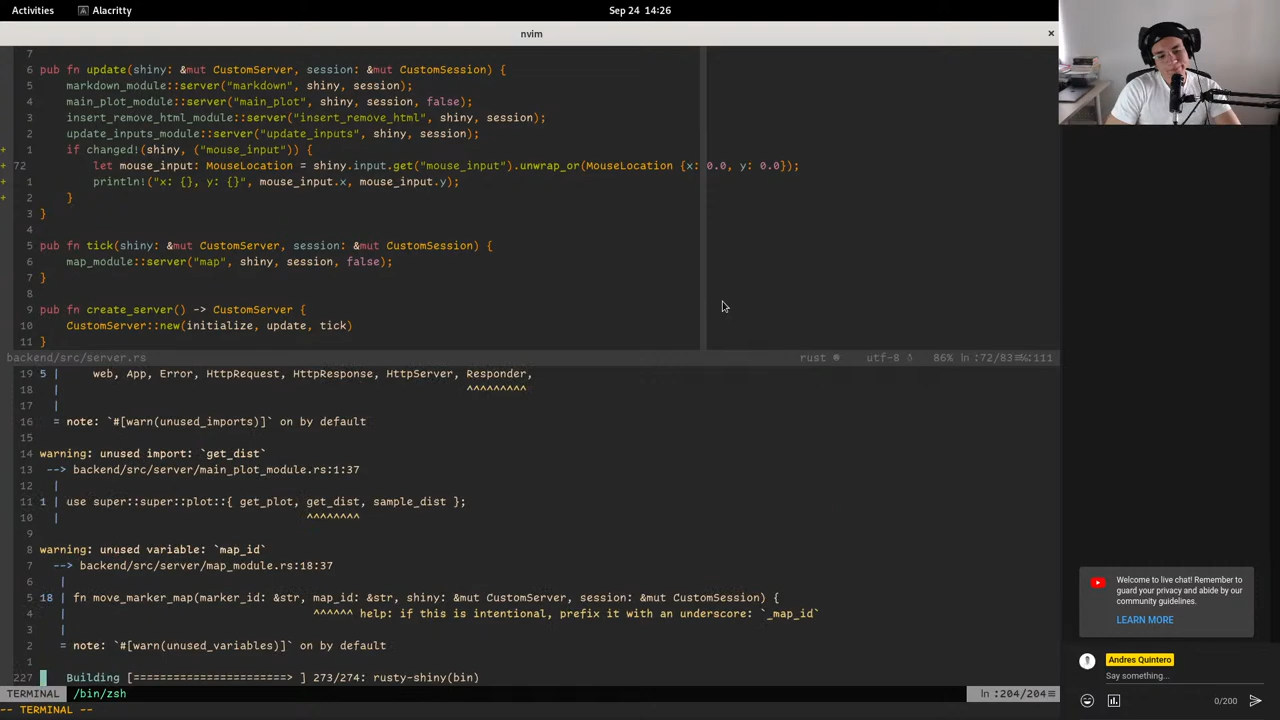 Activities
Alacritty
Sep 24 14:26
nvim
×
7
6 pub fn update(shiny: &mut CustomServer, session: &mut CustomSession) {
5     markdown_module::server("markdown", shiny, session);
4     main_plot_module::server("main_plot", shiny, session, false);
3     insert_remove_html_module::server("insert_remove_html", shiny, session);
2     update_inputs_module::server("update_inputs", shiny, session);
+ 1     if changed!(shiny, ("mouse_input")) {
+ 72         let mouse_input: MouseLocation = shiny.input.get("mouse_input").unwrap_or(MouseLocation {x: 0.0, y: 0.0});
+ 1         println!("x: {}, y: {}", mouse_input.x, mouse_input.y);
+ 2     }
3 }
4
5 pub fn tick(shiny: &mut CustomServer, session: &mut CustomSession) {
6     map_module::server("map", shiny, session, false);
7 }
8
9 pub fn create_server() -> CustomServer {
10     CustomServer::new(initialize, update, tick)
11 }
backend/src/server.rs
rust
utf-8
86% ln :72/83≡℅:111
19 5 |     web, App, Error, HttpRequest, HttpResponse, HttpServer, Responder,
18   |                                                             ^^^^^^^^^
17   |
16   = note: `#[warn(unused_imports)]` on by default
15
14 warning: unused import: `get_dist`
13  --> backend/src/server/main_plot_module.rs:1:37
12   |
11 1 | use super::super::plot::{ get_plot, get_dist, sample_dist };
10   |                                     ^^^^^^^^
9
8 warning: unused variable: `map_id`
7   --> backend/src/server/map_module.rs:18:37
6    |
5 18 | fn move_marker_map(marker_id: &str, map_id: &str, shiny: &mut CustomServer, session: &mut CustomSession) {
4    |                                     ^^^^^^ help: if this is intentional, prefix it with an underscore: `_map_id`
3    |
2    = note: `#[warn(unused_variables)]` on by default
1
227     Building [=======================> ] 273/274: rusty-shiny(bin)
TERMINAL
/bin/zsh
ln :204/204≡
-- TERMINAL --
Welcome to live chat! Remember to
guard your privacy and abide by our
community guidelines.
LEARN MORE
Andres Quintero
Say something...
0/200